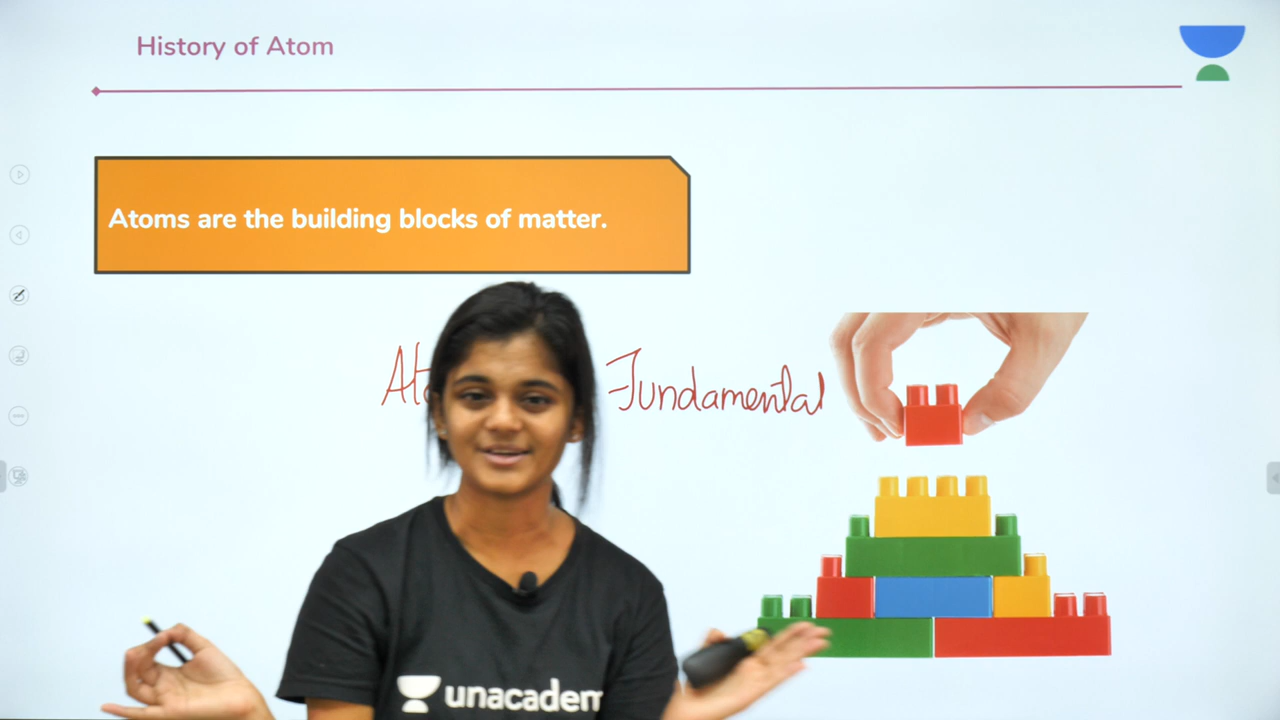 History of Atom
Atoms are the building blocks of matter.
Fundamental
unacadem